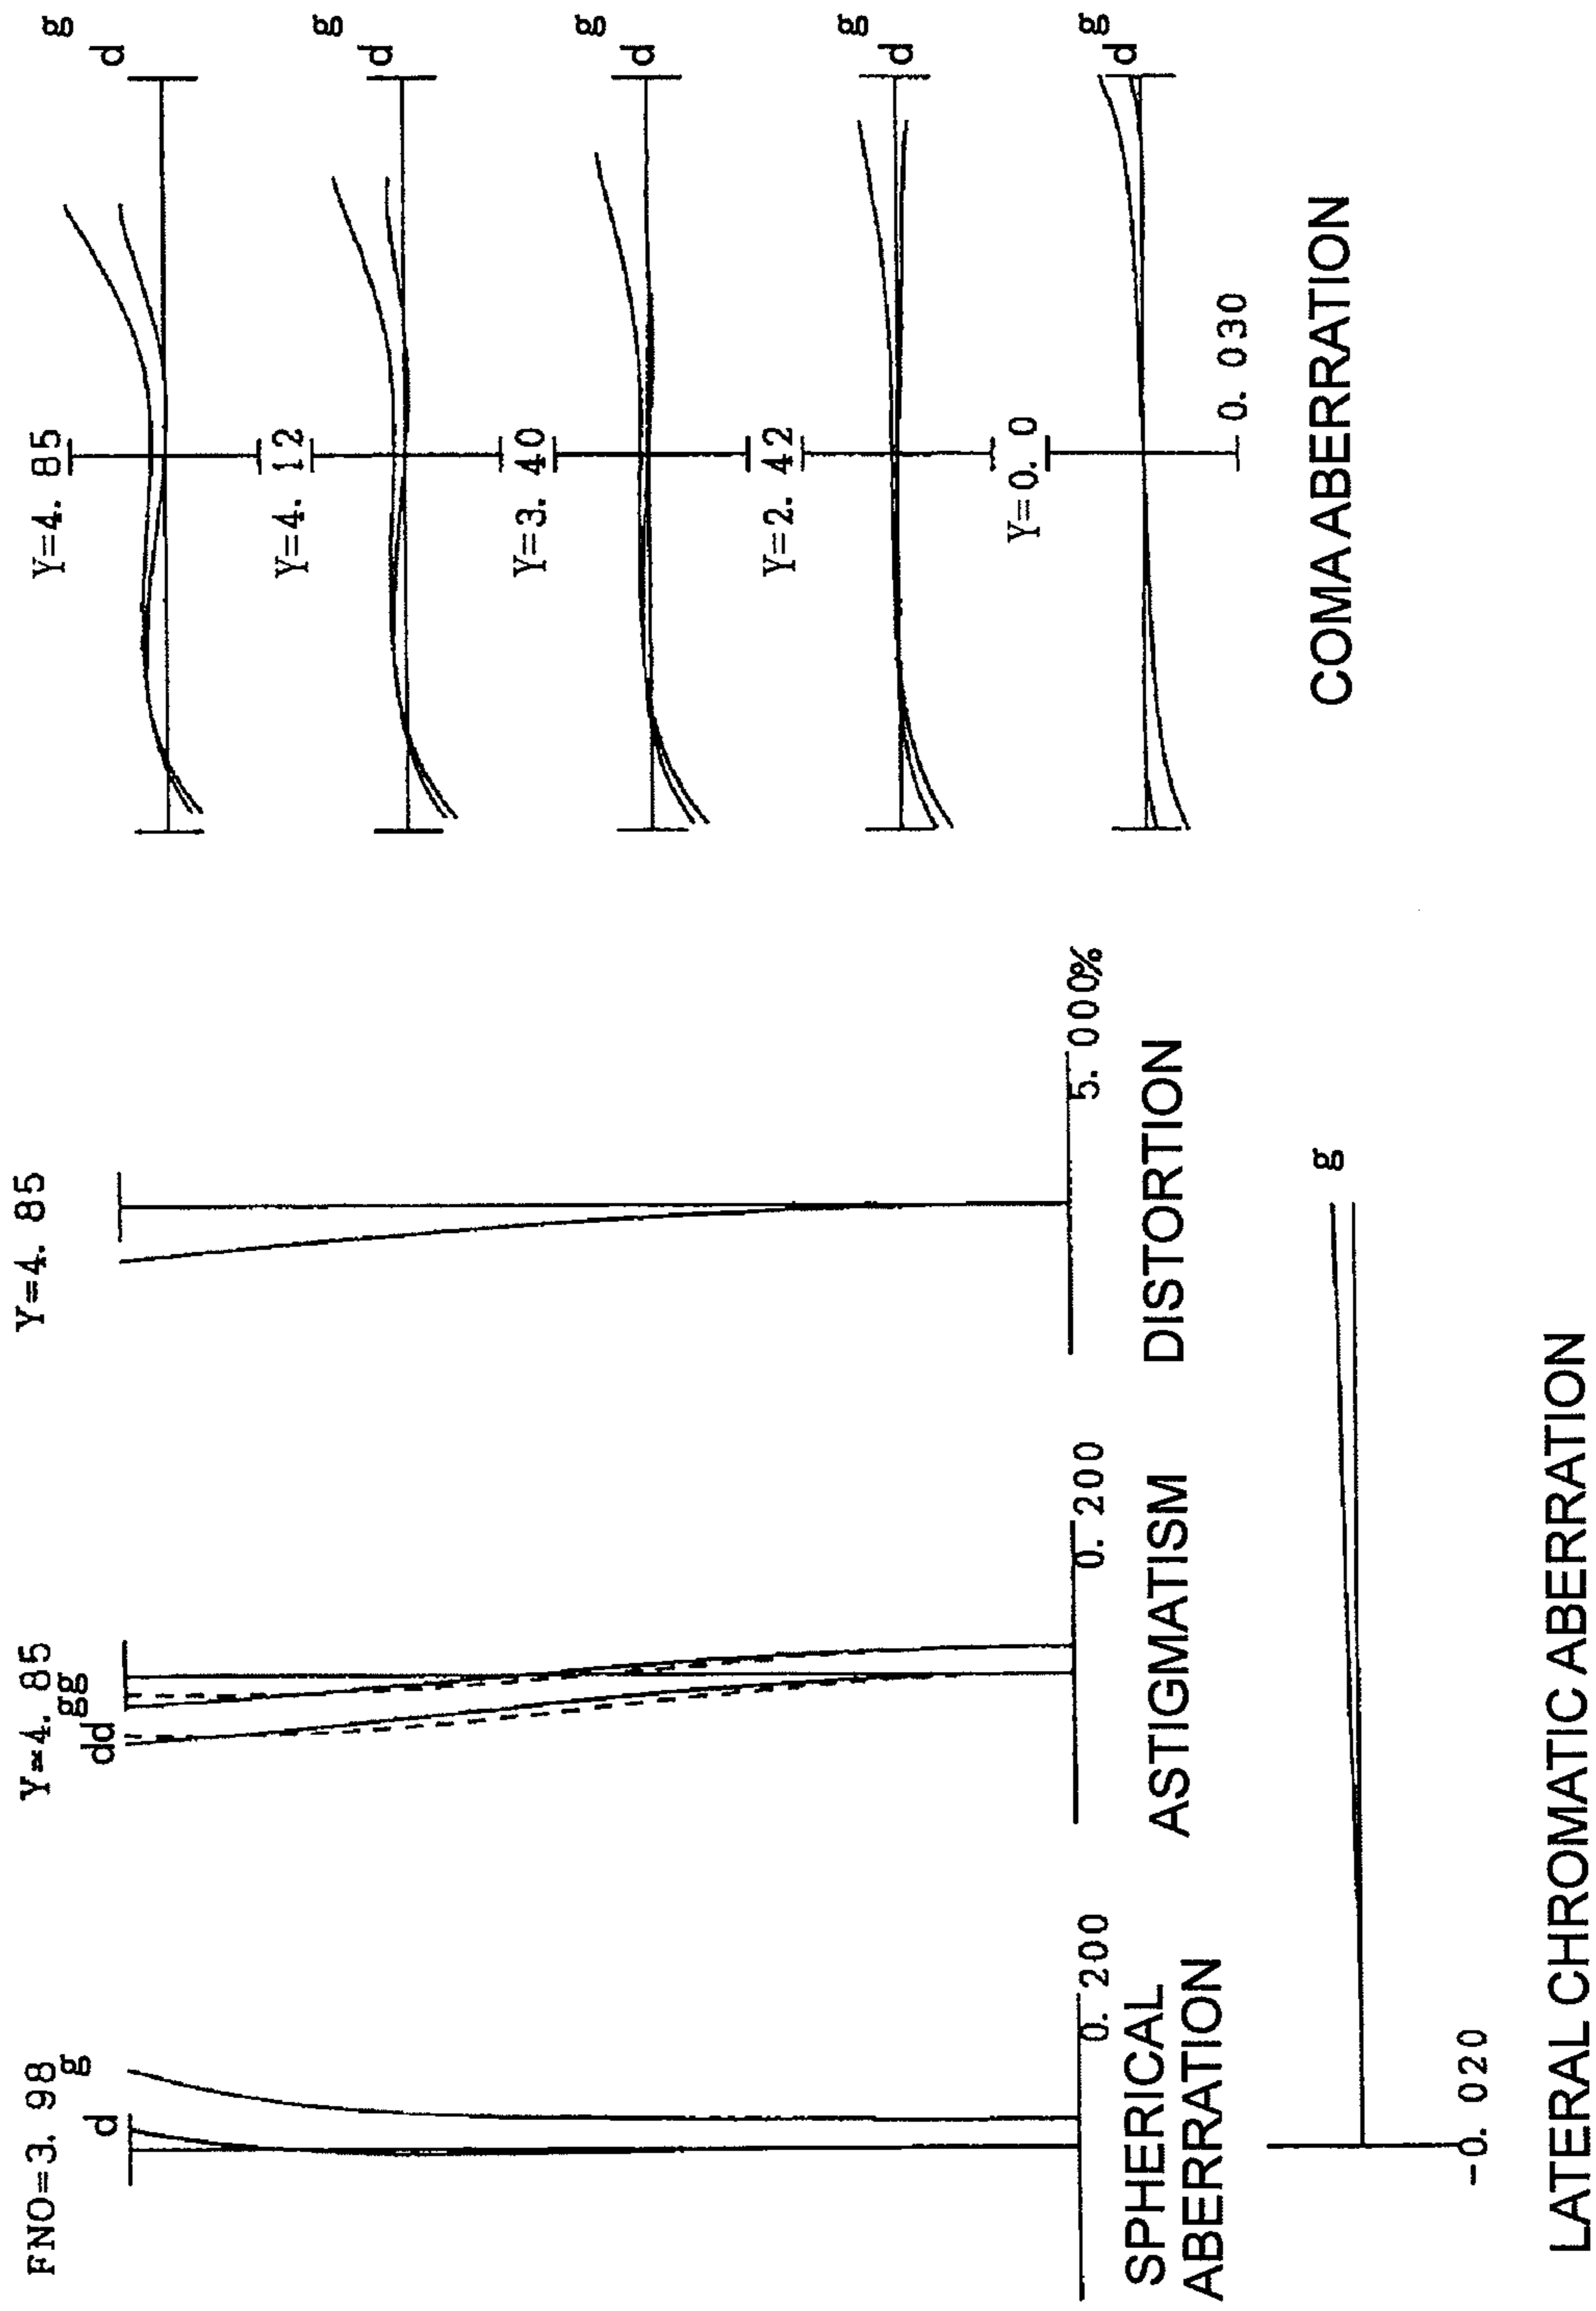 FNO=3. 98
g
d
0. 200
SPHERICAL
ABERRATION
Y=4. 85
gg
dd
0. 200
ASTIGMATISM
Y=4. 85
5. 000%
DISTORTION
g
-0. 020
LATERAL CHROMATIC ABERRATION
Y=4. 85
g
d
Y=4. 12
g
d
Y=3. 40
g
d
Y=2. 42
g
d
Y=0. 0
g
d
0. 030
COMA ABERRATION